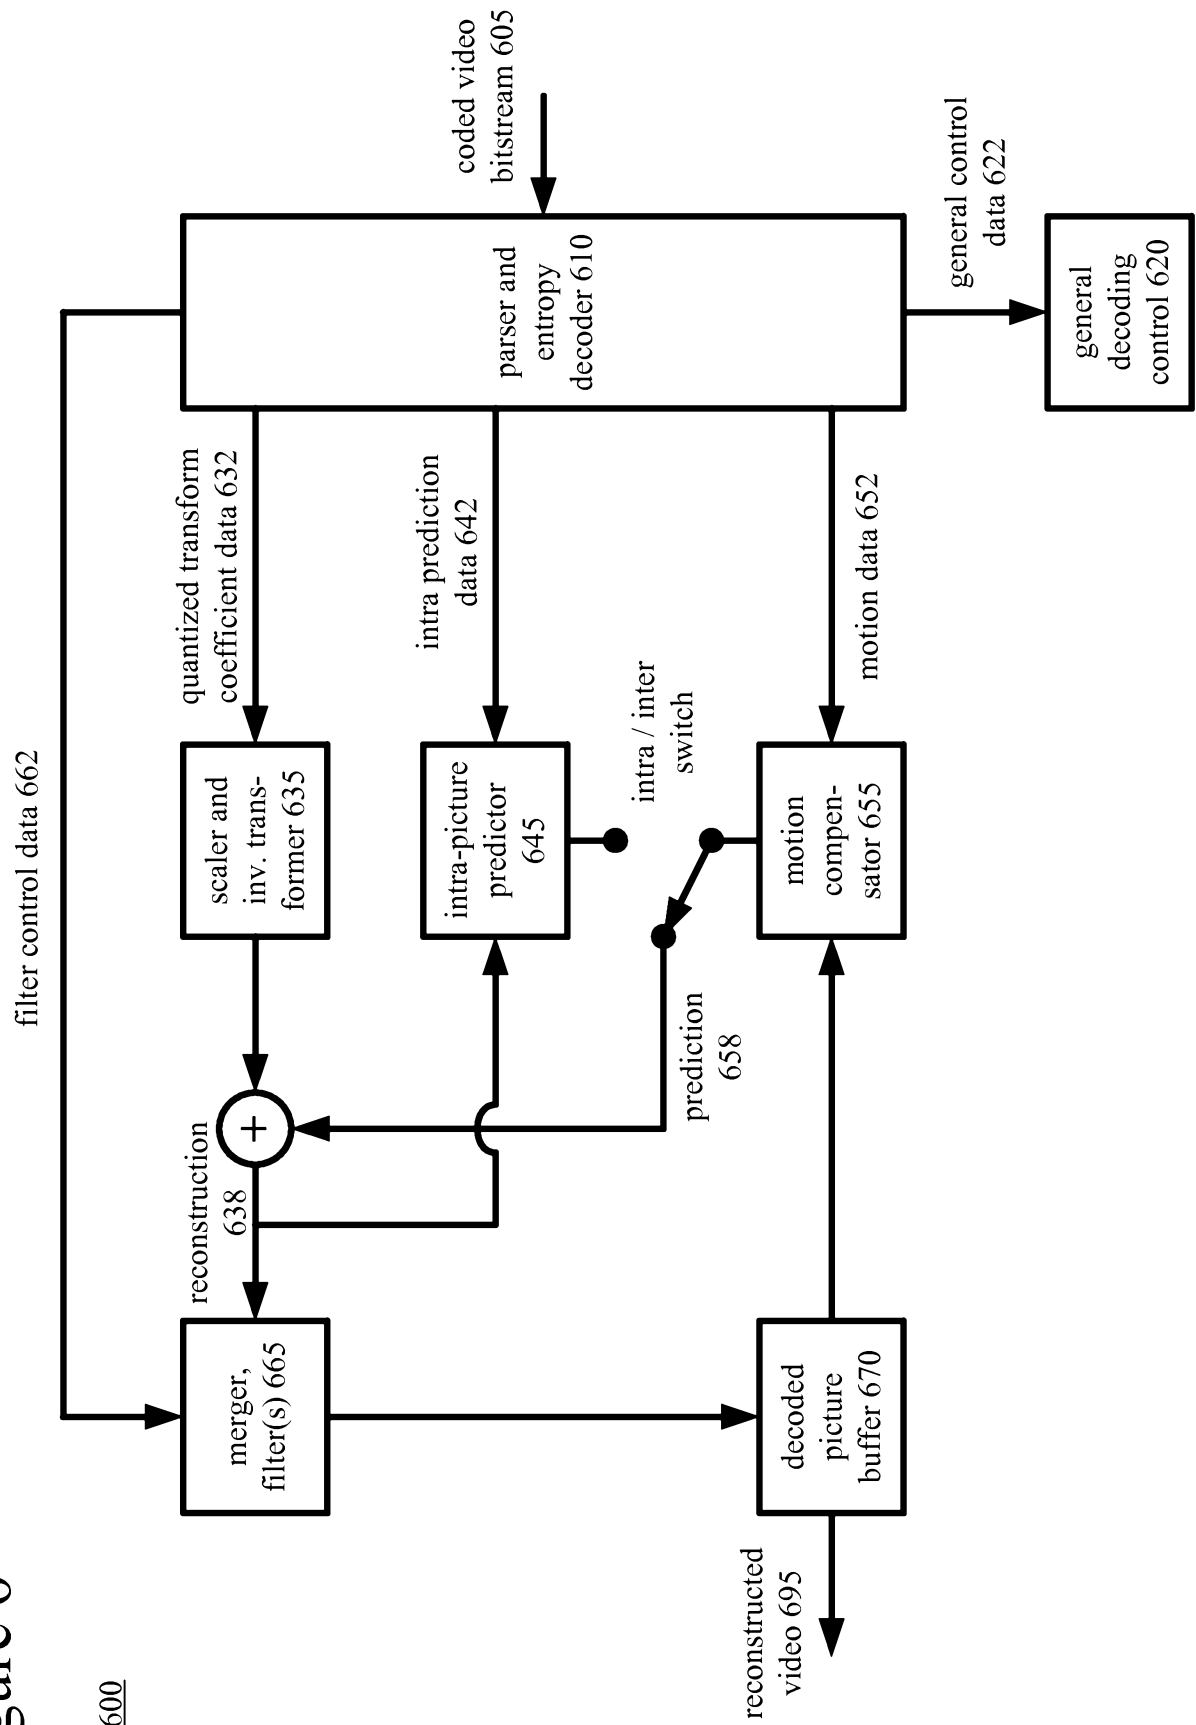 600
coded video
bitstream 605
parser and
entropy
decoder 610
general control
data 622
general
decoding
control 620
filter control data 662
quantized transform
coefficient data 632
intra prediction
data 642
motion data 652
scaler and
inv. trans-
former 635
intra-picture
predictor
645
intra / inter
switch
motion
compen-
sator 655
+
reconstruction
638
prediction
658
merger,
filter(s) 665
decoded
picture
buffer 670
reconstructed
video 695